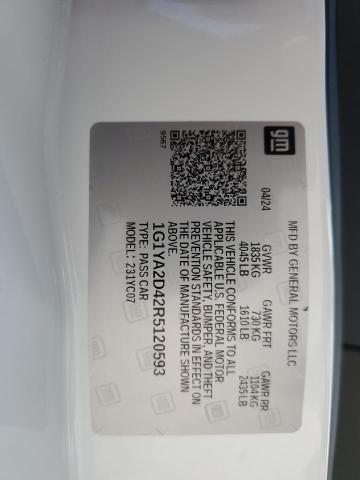 gm
MFD BY GENERAL MOTORS LLC
04/24
GVWR GAWR FRT GAWR RR
1835 KG 730 KG 1104 KG
4045 LB 1610 LB 2435 LB
THIS VEHICLE CONFORMS TO ALL
APPLICABLE U.S. FEDERAL MOTOR
VEHICLE SAFETY, BUMPER, AND THEFT
PREVENTION STANDARDS IN EFFECT ON
THE DATE OF MANUFACTURE SHOWN
ABOVE.
1G1YA2D42R5120593
TYPE: PASS CAR
MODEL: 231YC07
9567